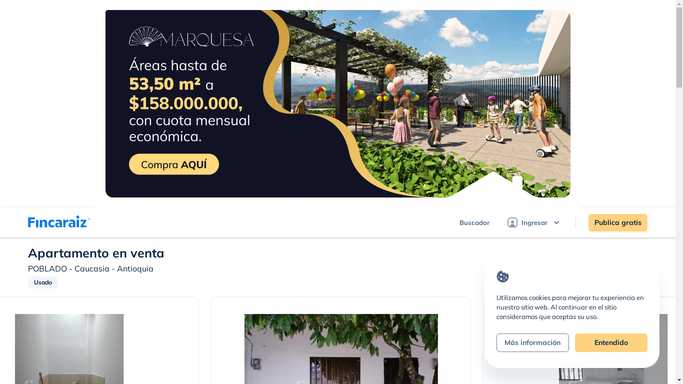 MARQUESA
Áreas hasta de
53,50 m² a
$158.000.000,
con cuota mensual
económica.
Compra AQUÍ
Fincaraiz
Buscador
Ingresar
Publica gratis
Apartamento en venta
POBLADO - Caucasia - Antioquia
Usado
Utilizamos cookies para mejorar tu experiencia en
nuestro sitio web. Al continuar en el sitio
consideramos que aceptas su uso.
Más información
Entendido